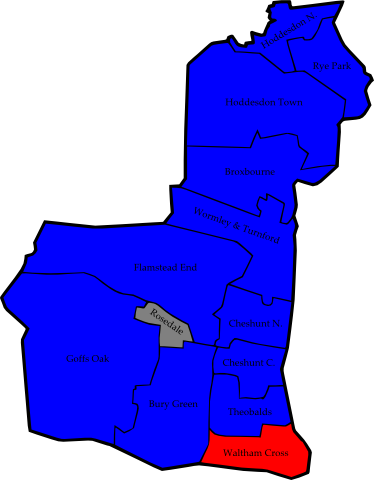 Hoddesdon N.
Rye Park
Hoddesdon Town
Broxbourne
Wormley & Turnford
Flamstead End
Rosedale
Cheshunt N
Goffs Oak
Cheshunt C
Bury Green
Theobalds
Waltham Cross